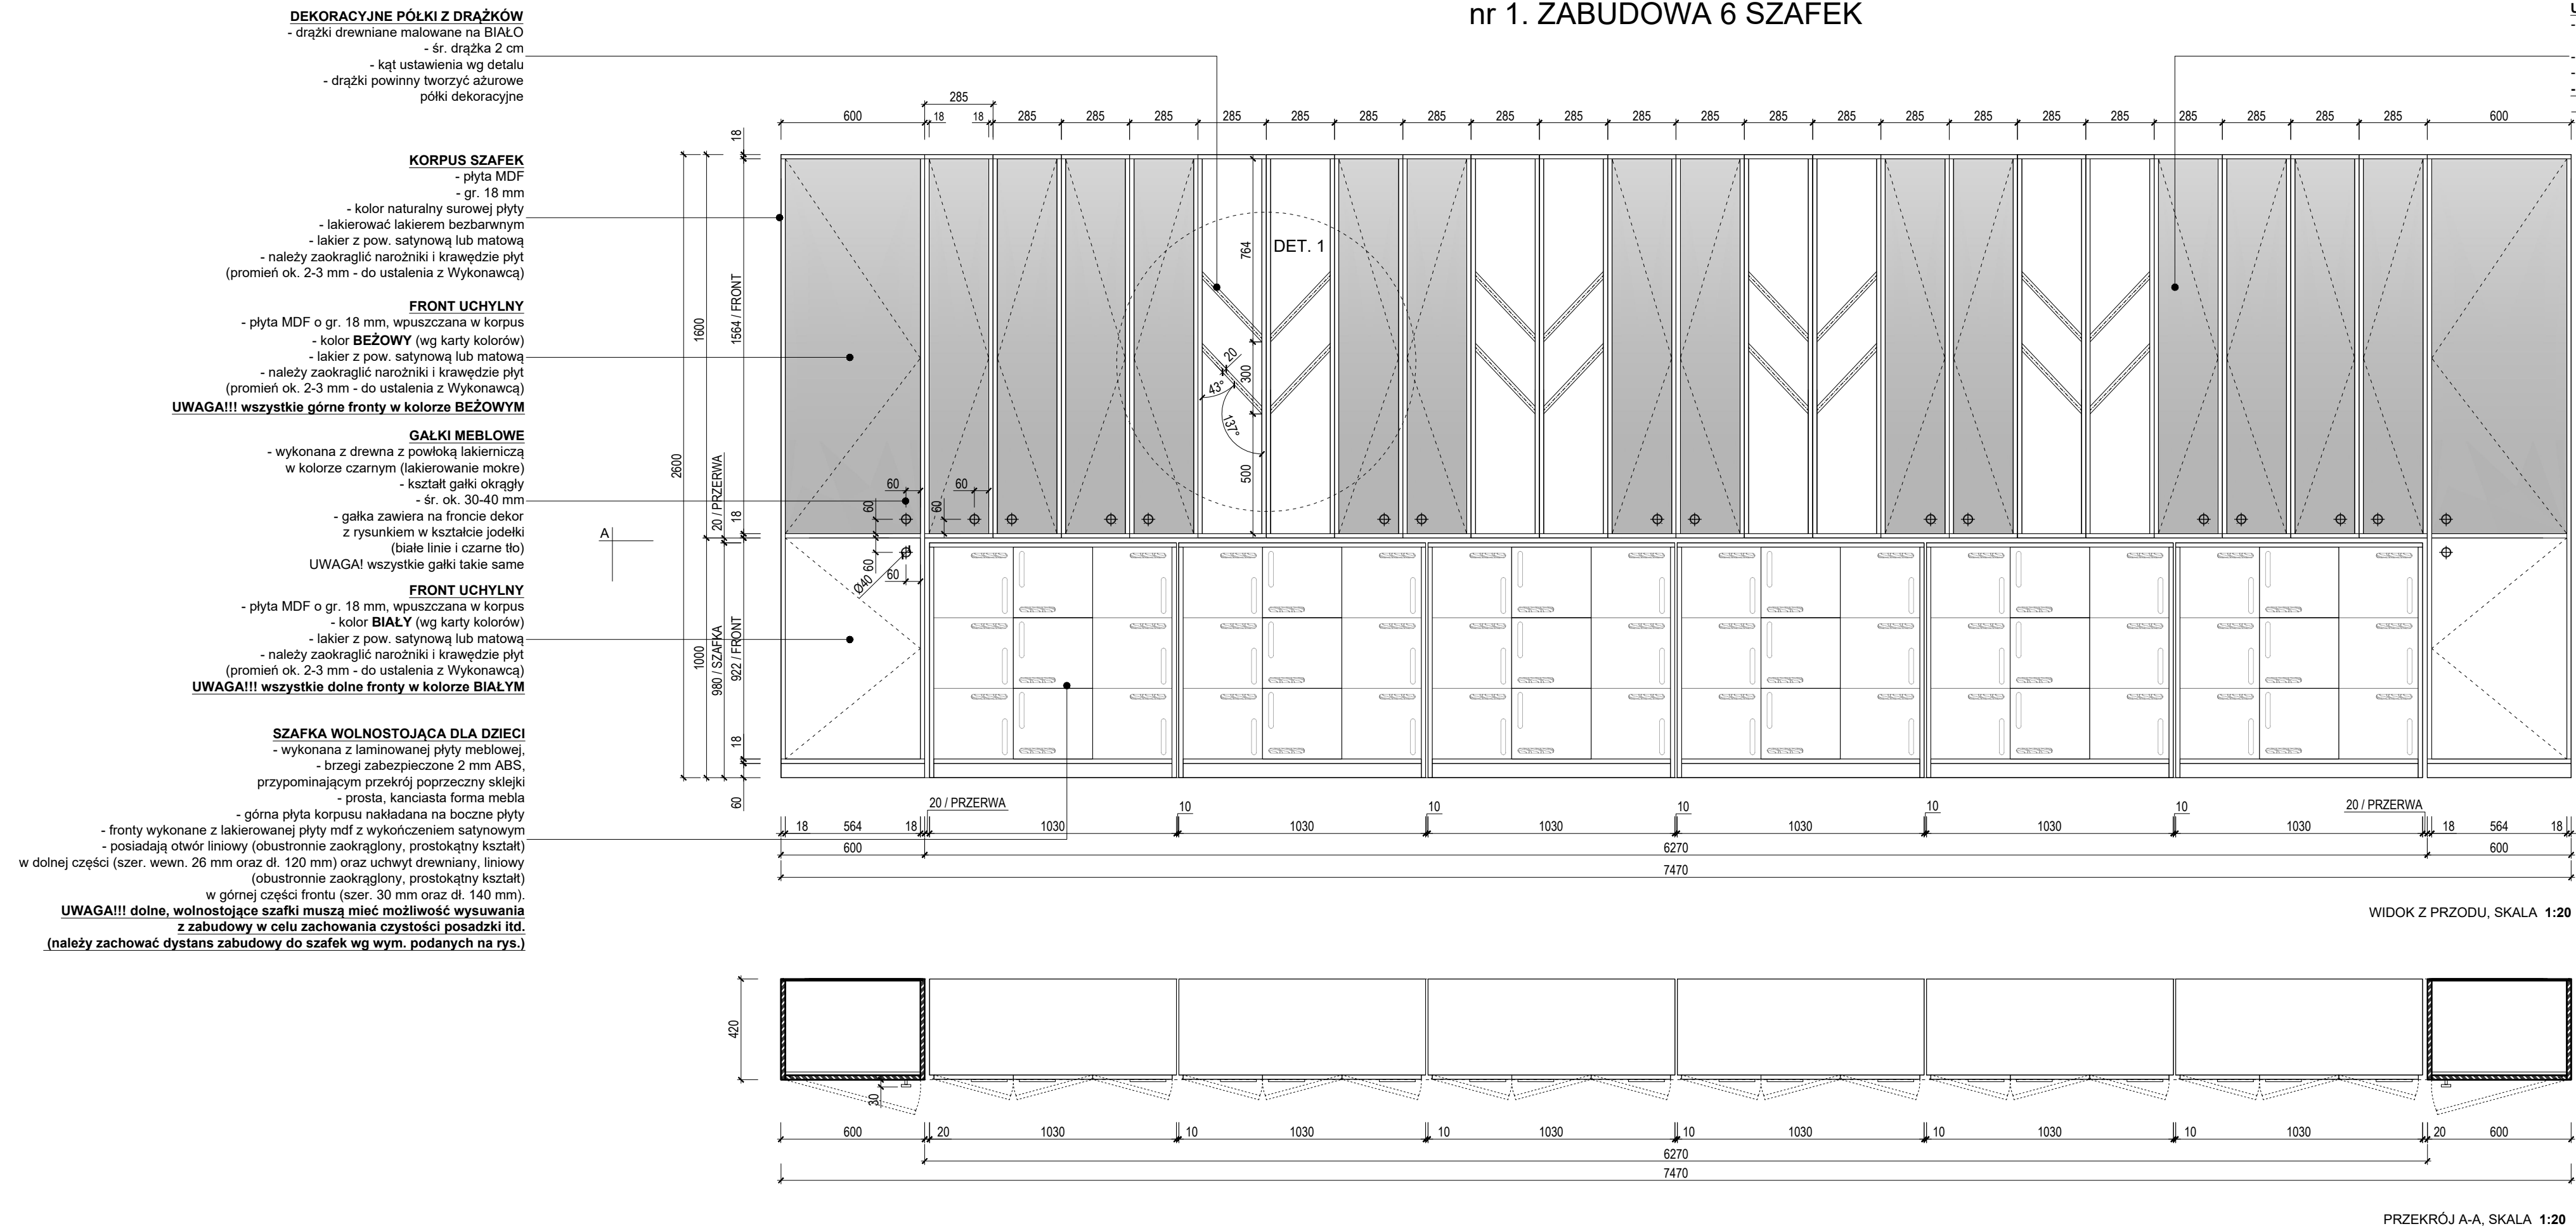 nr 1. ZABUDOWA 6 SZAFEK
DEKORACYJNE PÓŁKI Z DRĄŻKÓW
- drążki drewniane malowane na BIAŁO
- śr. drążka 2 cm
- kąt ustawienia wg detalu
- drążki powinny tworzyć ażurowe
półki dekoracyjne
KORPUS SZAFEK
- płyta MDF
- gr. 18 mm
- kolor naturalny surowej płyty
- lakierować lakierem bezbarwnym
- lakier z pow. satynową lub matową
- należy zaokraglić narożniki i krawędzie płyt
(promień ok. 2-3 mm - do ustalenia z Wykonawcą)
FRONT UCHYLNY
- płyta MDF o gr. 18 mm, wpuszczana w korpus
- kolor BEŻOWY (wg karty kolorów)
- lakier z pow. satynową lub matową
- należy zaokraglić narożniki i krawędzie płyt
(promień ok. 2-3 mm - do ustalenia z Wykonawcą)
UWAGA!!! wszystkie górne fronty w kolorze BEŻOWYM
GAŁKI MEBLOWE
- wykonana z drewna z powłoką lakierniczą
w kolorze czarnym (lakierowanie mokre)
- kształt gałki okrągły
- śr. ok. 30-40 mm
- gałka zawiera na froncie dekor
z rysunkiem w kształcie jodełki
(białe linie i czarne tło)
UWAGA! wszystkie gałki takie same
FRONT UCHYLNY
- płyta MDF o gr. 18 mm, wpuszczana w korpus
- kolor BIAŁY (wg karty kolorów)
- lakier z pow. satynową lub matową
- należy zaokraglić narożniki i krawędzie płyt
(promień ok. 2-3 mm - do ustalenia z Wykonawcą)
UWAGA!!! wszystkie dolne fronty w kolorze BIAŁYM
SZAFKA WOLNOSTOJĄCA DLA DZIECI
- wykonana z laminowanej płyty meblowej,
- brzegi zabezpieczone 2 mm ABS,
przypominającym przekrój poprzeczny sklejki
- prosta, kanciasta forma mebla
- górna płyta korpusu nakładana na boczne płyty
- fronty wykonane z lakierowanej płyty mdf z wykończeniem satynowym
- posiadają otwór liniowy (obustronnie zaokrąglony, prostokątny kształt)
w dolnej części (szer. wewn. 26 mm oraz dł. 120 mm) oraz uchwyt drewniany, liniowy
(obustronnie zaokrąglony, prostokątny kształt)
w górnej części frontu (szer. 30 mm oraz dł. 140 mm).
UWAGA!!! dolne, wolnostojące szafki muszą mieć możliwość wysuwania
z zabudowy w celu zachowania czystości posadzki itd.
(należy zachować dystans zabudowy do szafek wg wym. podanych na rys.)
285
600 18 18 285 285 285 285 285 285 285 285 285 285 285 285 285 285 285 285 285 285 285 285 285 600
18
1564 / FRONT
1600
2600
20 / PRZERWA
18
1000
980 / SZAFKA
922 / FRONT
18
60
A
DET. 1
764
20
300
43°
137°
500
60 60
60 60
60
60
Ø40
20 / PRZERWA 10 10 10 10 10 20 / PRZERWA
18 564 18 1030 1030 1030 1030 1030 1030 18 564 18
600 6270 600
7470
WIDOK Z PRZODU, SKALA 1:20
420
30
600 20 1030 10 1030 10 1030 10 1030 10 1030 10 1030 20 600
6270
7470
PRZEKRÓJ A-A, SKALA 1:20